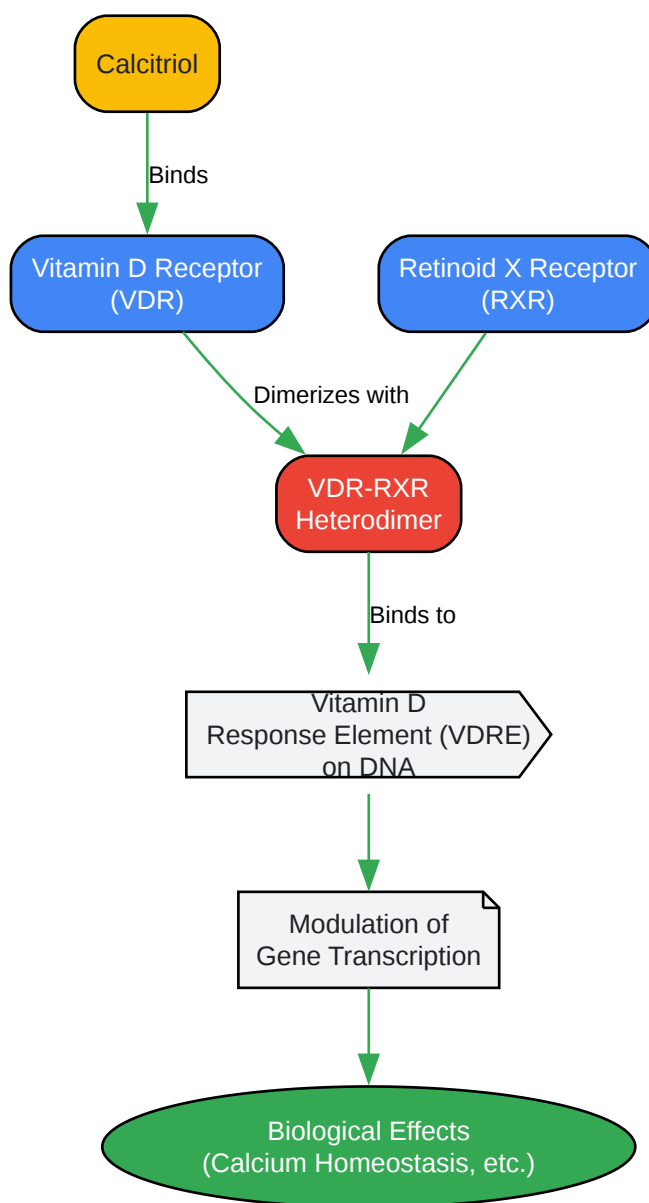 Calcitriol
Binds
Vitamin D Receptor
(VDR)
Retinoid X Receptor
(RXR)
Dimerizes with
VDR-RXR
Heterodimer
Binds to
Vitamin D
Response Element (VDRE)
on DNA
Modulation of
Gene Transcription
Biological Effects
(Calcium Homeostasis, etc.)